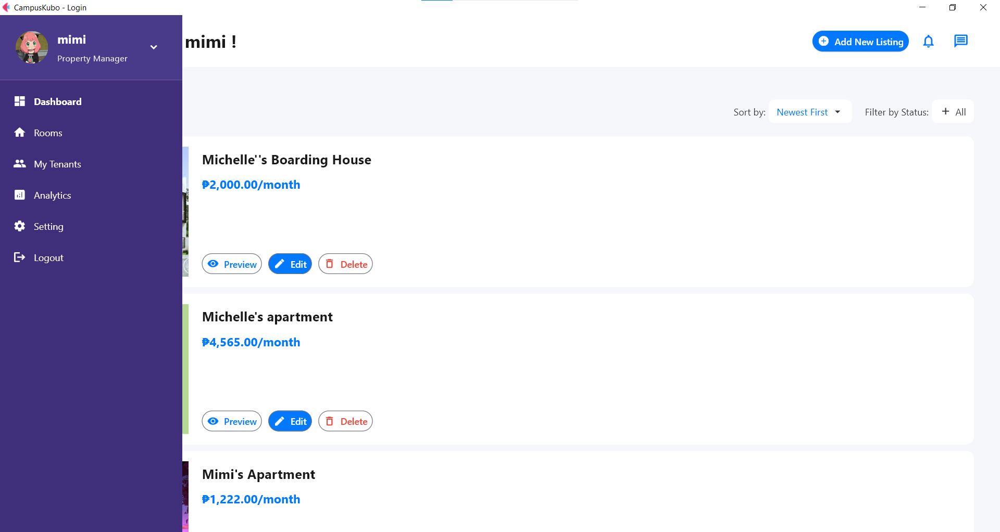 CampusKubo - Login
mimi
Property Manager
Dashboard
Rooms
My Tenants
Analytics
Setting
Logout
mimi !
Add New Listing
Sort by: Newest First Filter by Status: + All
Michelle''s Boarding House
₱2,000.00/month
Preview Edit Delete
Michelle's apartment
₱4,565.00/month
Preview Edit Delete
Mimi's Apartment
₱1,222.00/month